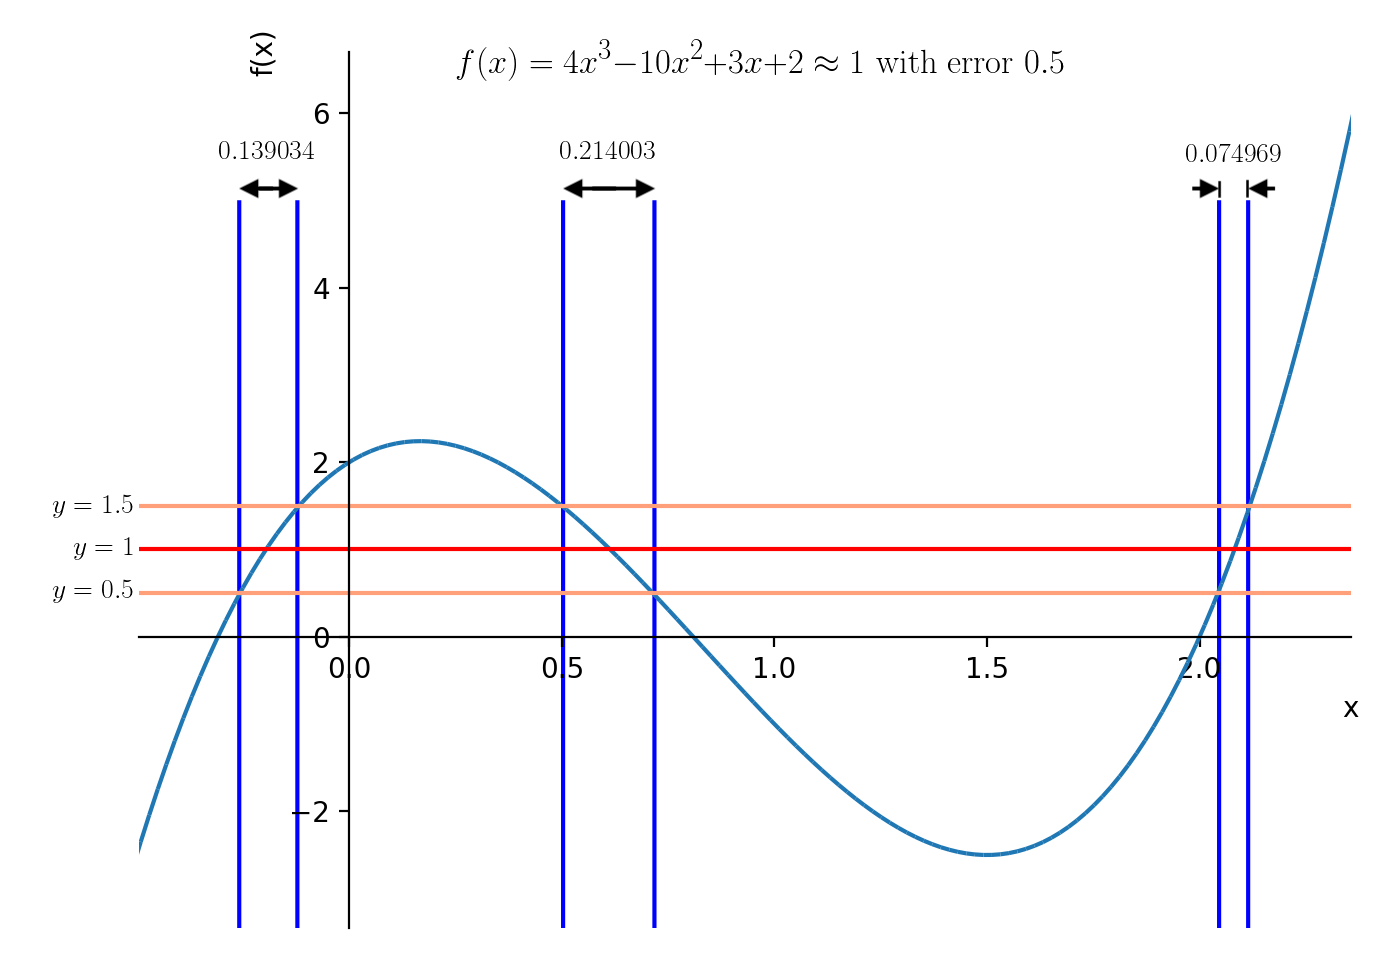 f(x)
f(x) = 4x³−10x²+3x+2 ≈ 1 with error 0.5
6
0.139034 0.214003 0.074969
4
2
y = 1.5
y = 1
y = 0.5
0
0.0 0.5 1.0 1.5 2.0
x
−2